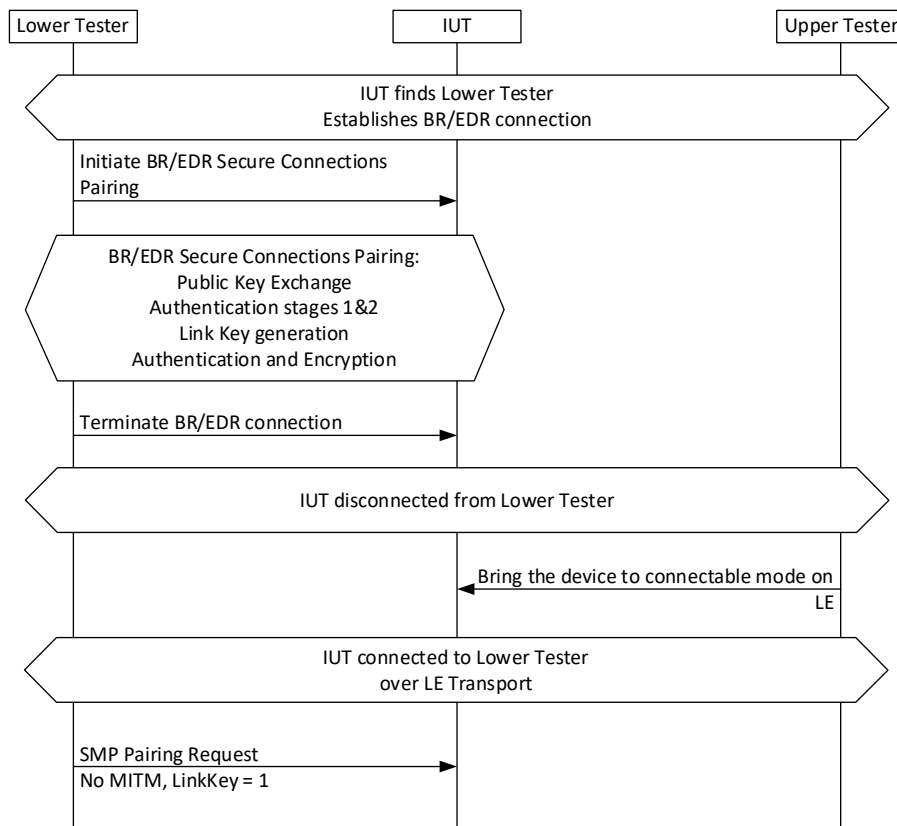 Lower Tester
IUT
Upper Tester
IUT finds Lower Tester
Establishes BR/EDR connection
Initiate BR/EDR Secure Connections
Pairing
BR/EDR Secure Connections Pairing:
Public Key Exchange
Authentication stages 1&2
Link Key generation
Authentication and Encryption
Terminate BR/EDR connection
IUT disconnected from Lower Tester
Bring the device to connectable mode on
LE
IUT connected to Lower Tester
over LE Transport
SMP Pairing Request
No MITM, LinkKey = 1